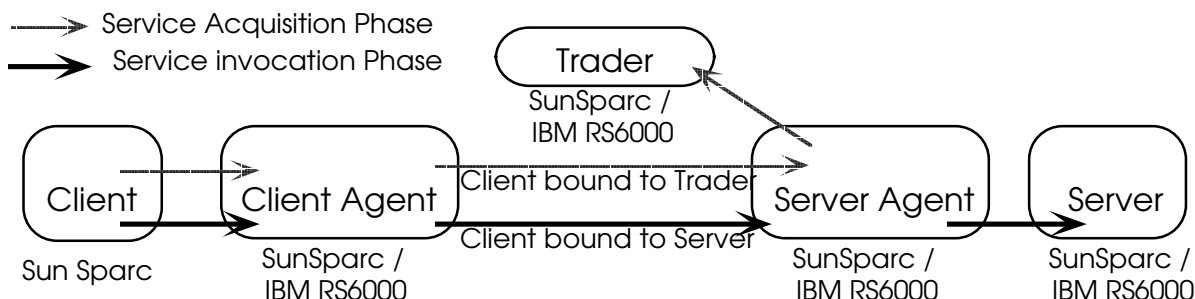 Service Acquisition Phase
Service invocation Phase
Trader
SunSparc /
IBM RS6000
Client
Client Agent
Client bound to Trader
Server Agent
Server
Client bound to Server
Sun Sparc
SunSparc /
IBM RS6000
SunSparc /
IBM RS6000
SunSparc /
IBM RS6000